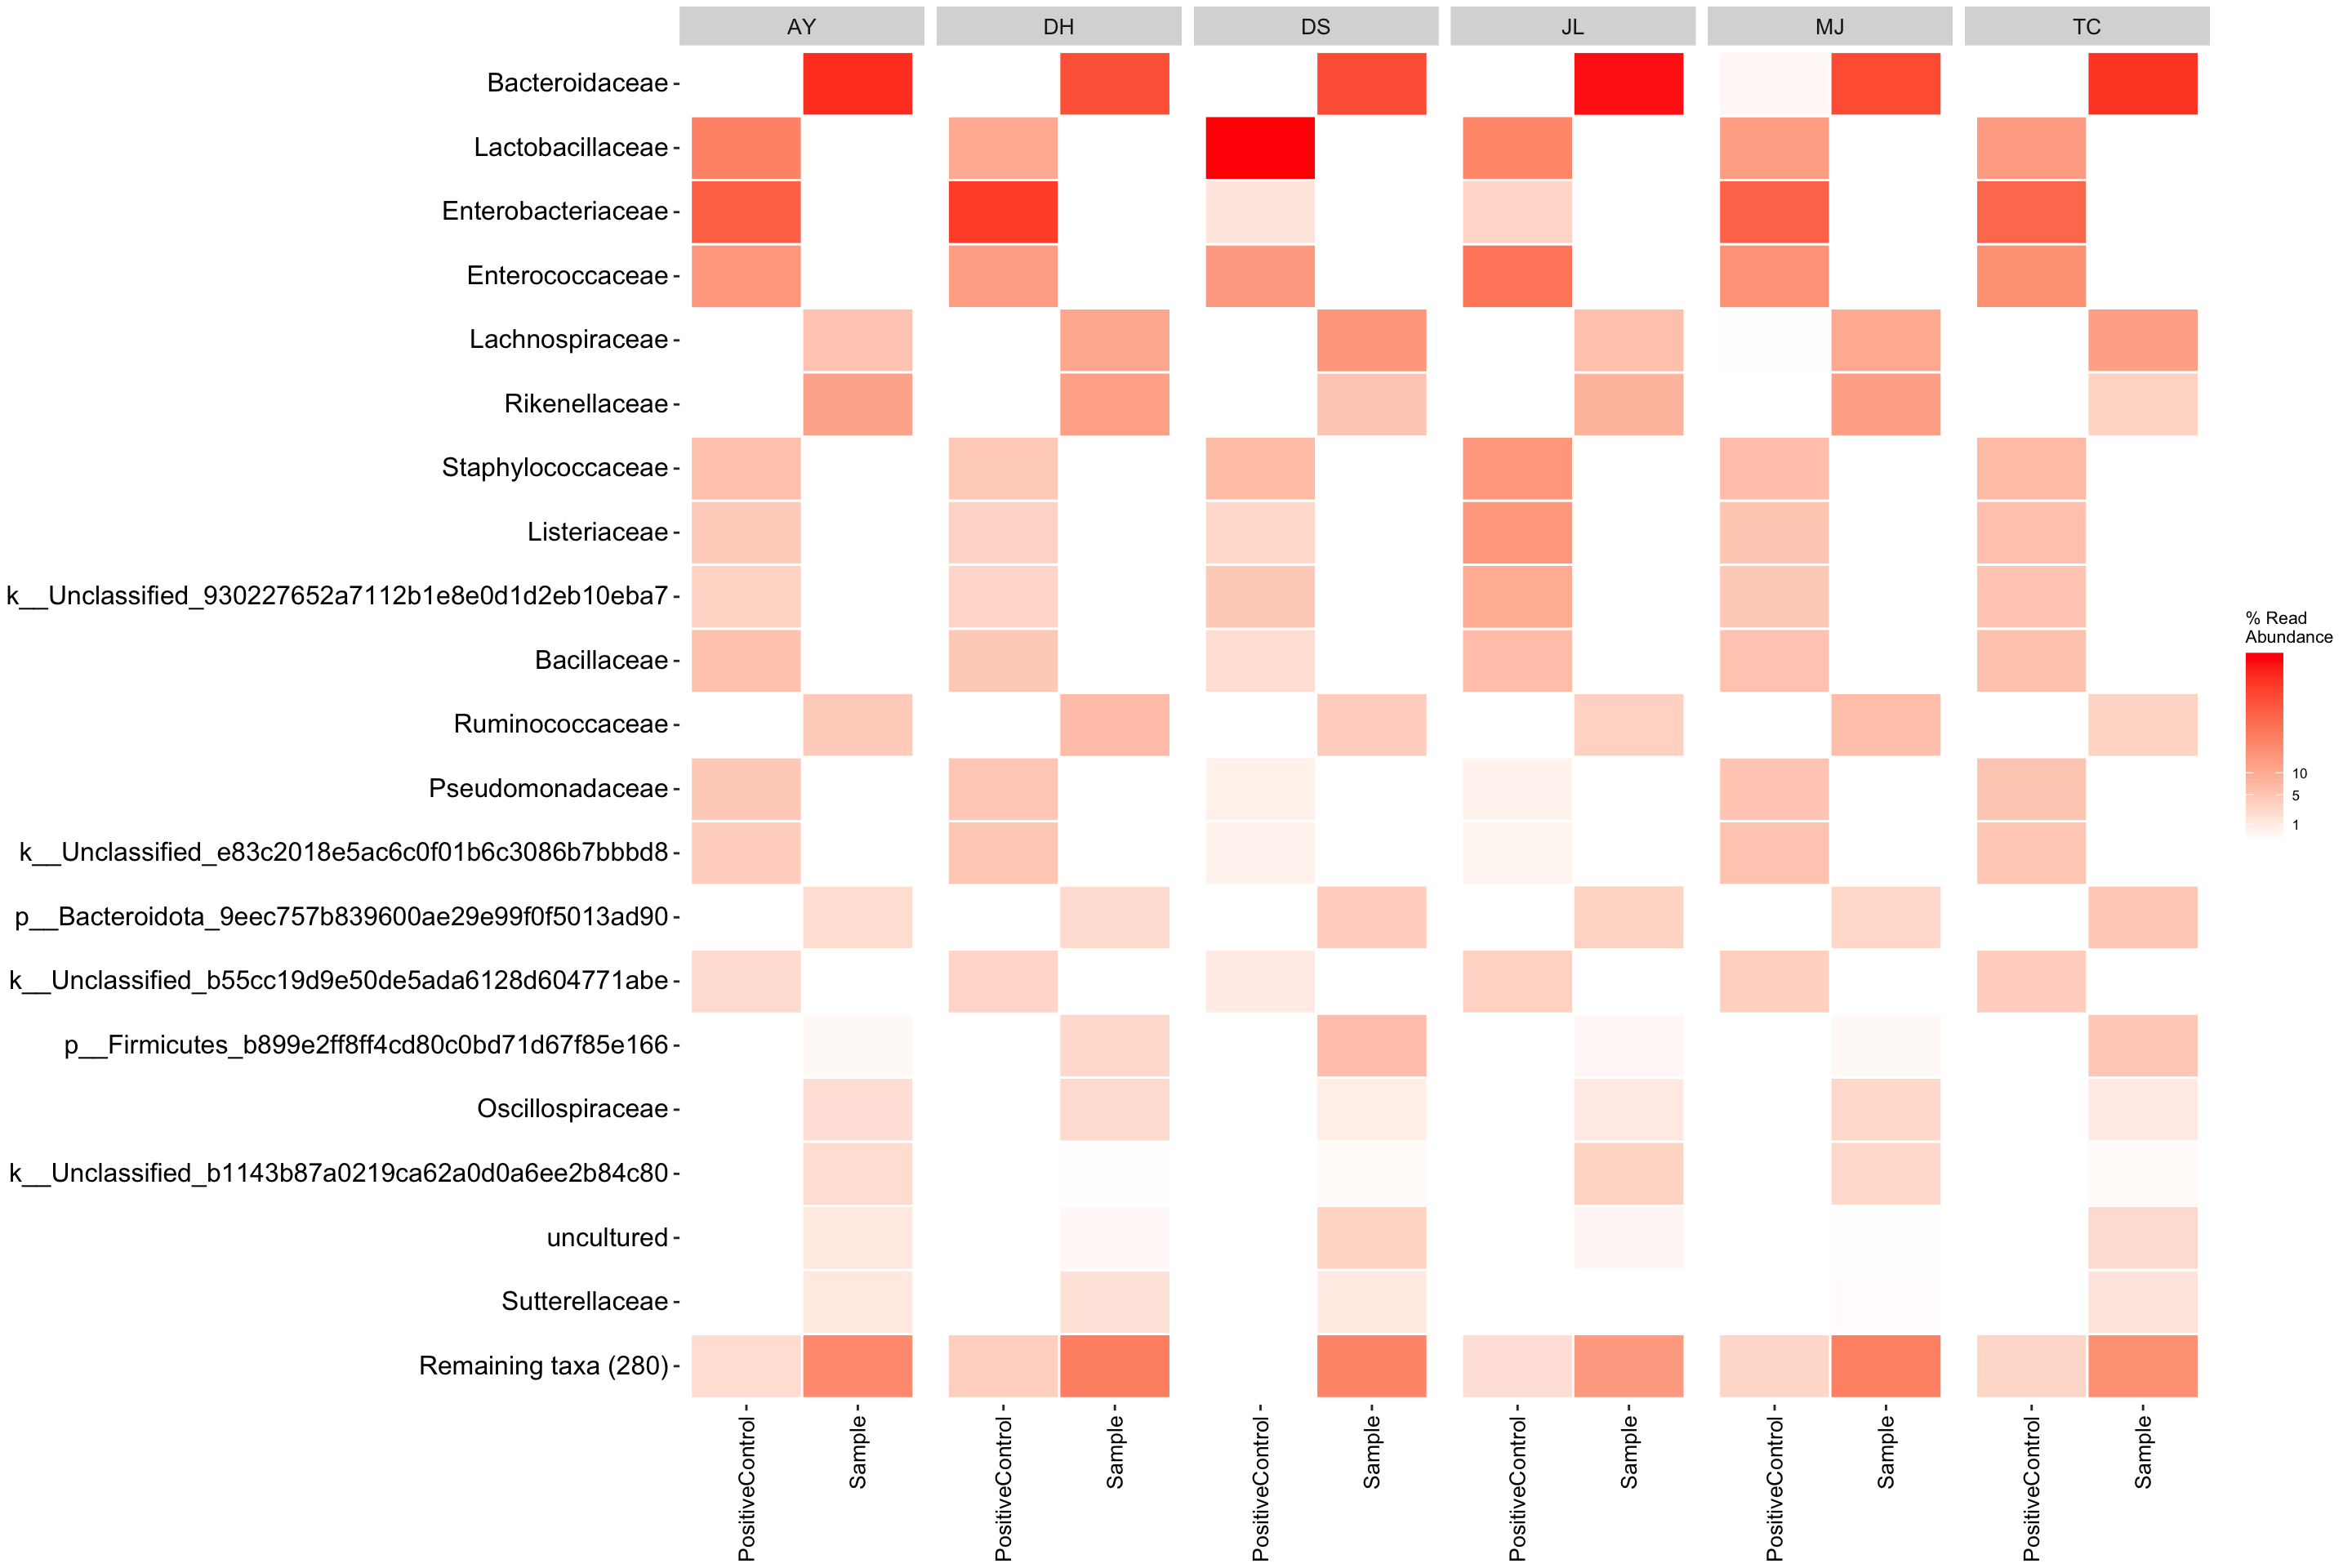 AY DH DS JL MJ TC
Bacteroidaceae
Lactobacillaceae
Enterobacteriaceae
Enterococcaceae
Lachnospiraceae
Rikenellaceae
Staphylococcaceae
Listeriaceae
k__Unclassified_930227652a7112b1e8e0d1d2eb10eba7
Bacillaceae
Ruminococcaceae
Pseudomonadaceae
k__Unclassified_e83c2018e5ac6c0f01b6c3086b7bbbd8
p__Bacteroidota_9eec757b839600ae29e99f0f5013ad90
k__Unclassified_b55cc19d9e50de5ada6128d604771abe
p__Firmicutes_b899e2ff8ff4cd80c0bd71d67f85e166
Oscillospiraceae
k__Unclassified_b1143b87a0219ca62a0d0a6ee2b84c80
uncultured
Sutterellaceae
Remaining taxa (280)
PositiveControl
Sample
PositiveControl
Sample
PositiveControl
Sample
PositiveControl
Sample
PositiveControl
Sample
PositiveControl
Sample
% Read
Abundance
10
5
1